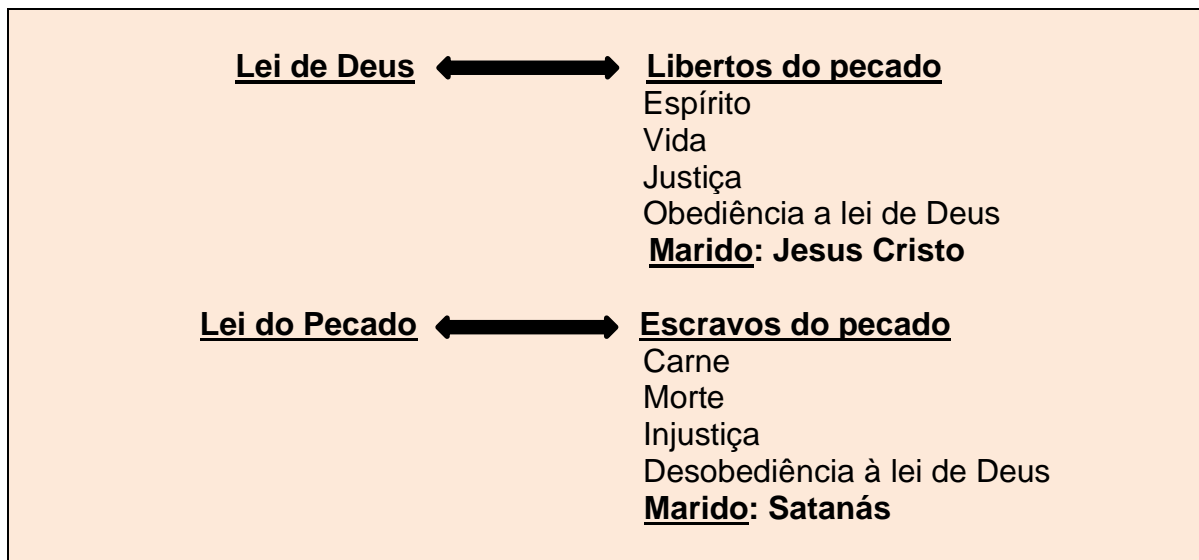 Lei de Deus Libertos do pecado
Espírito
Vida
Justiça
Obediência a lei de Deus
Marido: Jesus Cristo
Lei do Pecado Escravos do pecado
Carne
Morte
Injustiça
Desobediência à lei de Deus
Marido: Satanás